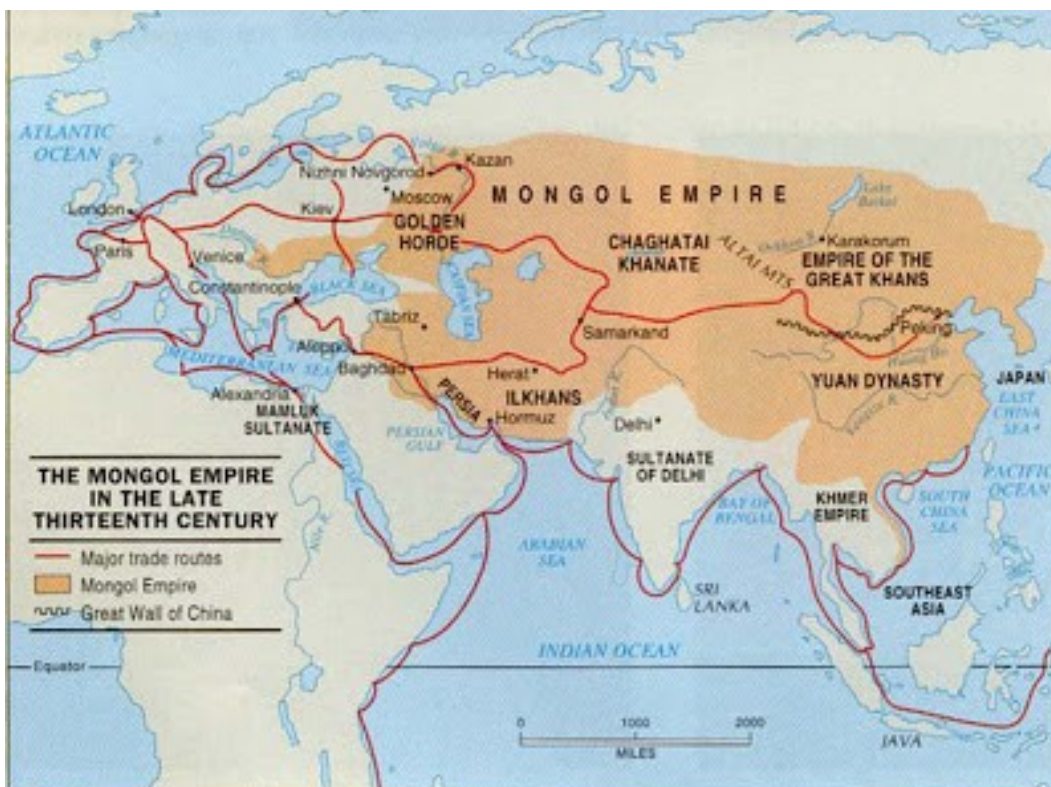 ATLANTIC
OCEAN
London
Paris
Venice
Constantinople
Kiev
Nizhni Novgorod
Moscow
Kazan
Volga R.
GOLDEN
HORDE
MONGOL EMPIRE
CHAGHATAI
KHANATE
ALTAI MTS.
Lake
Baikal
Karakorum
EMPIRE OF THE
GREAT KHANS
BLACK SEA
CASPIAN SEA
Tabriz
Aleppo
Baghdad
Samarkand
Herat
Peking
MEDITERRANEAN SEA
Alexandria
MAMLUK
SULTANATE
PERSIA
ILKHANS
Hormuz
YUAN DYNASTY
JAPAN
EAST
CHINA
SEA
PERSIAN
GULF
Delhi
SULTANATE
OF DELHI
PACIFIC
OCEAN
KHMER
EMPIRE
SOUTH
CHINA
SEA
BAY OF
BENGAL
ARABIAN
SEA
SRI
LANKA
SOUTHEAST
ASIA
THE MONGOL EMPIRE
IN THE LATE
THIRTEENTH CENTURY
Major trade routes
Mongol Empire
Great Wall of China
Nile R.
Equator
INDIAN OCEAN
JAVA
0 1000 2000
MILES